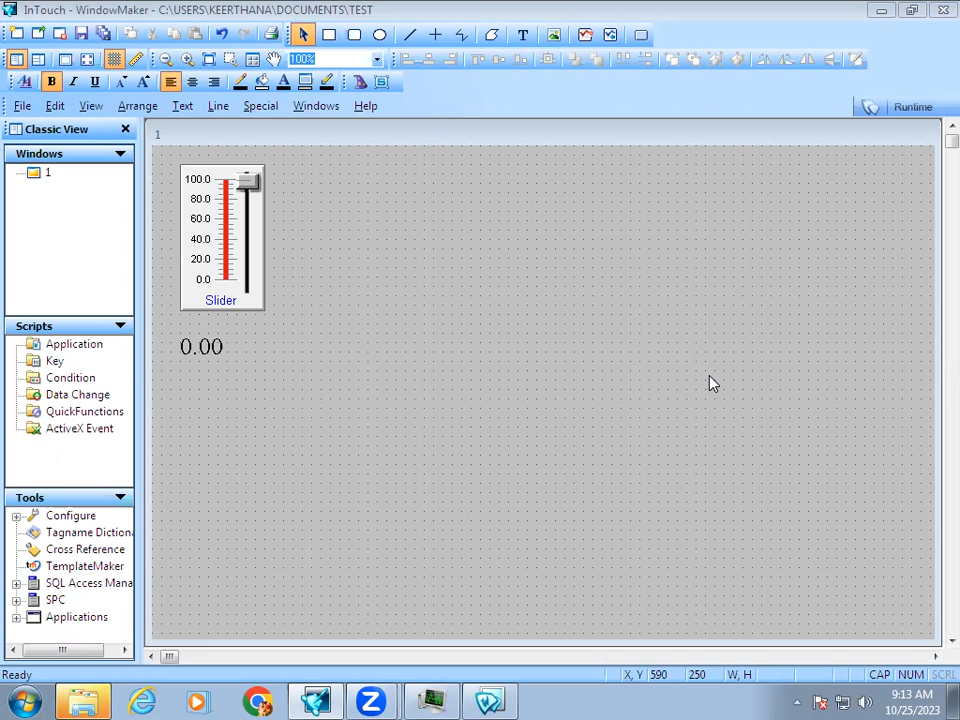 InTouch - WindowMaker - C:\USERS\KEERTHANA\DOCUMENTS\TEST
100%
B I U A
T
File Edit View Arrange Text Line Special Windows Help
Runtime
Classic View
Windows
1
Scripts
Application
Key
Condition
Data Change
QuickFunctions
ActiveX Event
Tools
Configure
Tagname Diction
Cross Reference
TemplateMaker
SQL Access Mana
SPC
Applications
1
100.0
80.0
60.0
40.0
20.0
0.0
Slider
0.00
Ready
X, Y 590 250 W, H CAP NUM SCRL
9:13 AM
10/25/2023